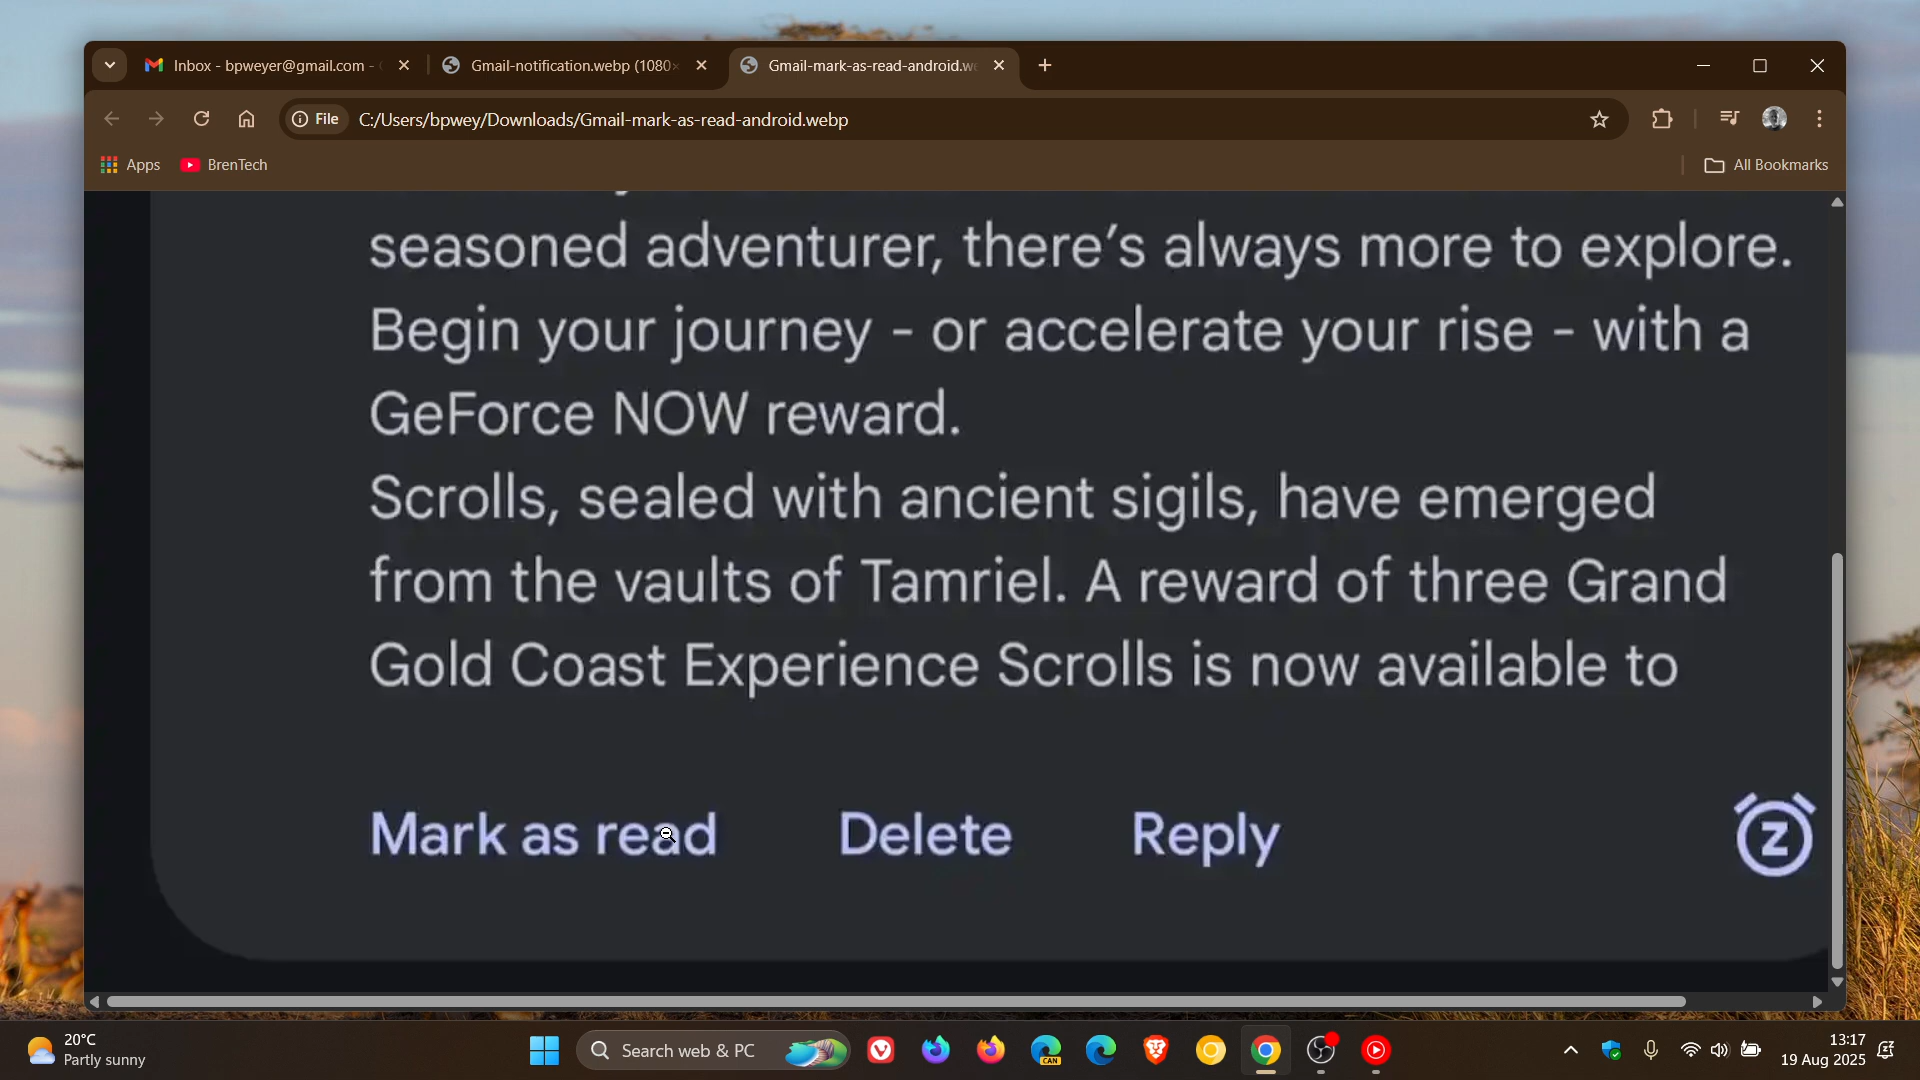 Inbox - bpweyer@gmail.com -
Gmail-notification.webp (1080×
Gmail-mark-as-read-android.we
File
C:/Users/bpwey/Downloads/Gmail-mark-as-read-android.webp
Apps
BrenTech
All Bookmarks
seasoned adventurer, there’s always more to explore.
Begin your journey - or accelerate your rise - with a
GeForce NOW reward.
Scrolls, sealed with ancient sigils, have emerged
from the vaults of Tamriel. A reward of three Grand
Gold Coast Experience Scrolls is now available to
Mark as read
Delete
Reply
z
20°C
Partly sunny
Search web & PC
CAN
13:17
19 Aug 2025